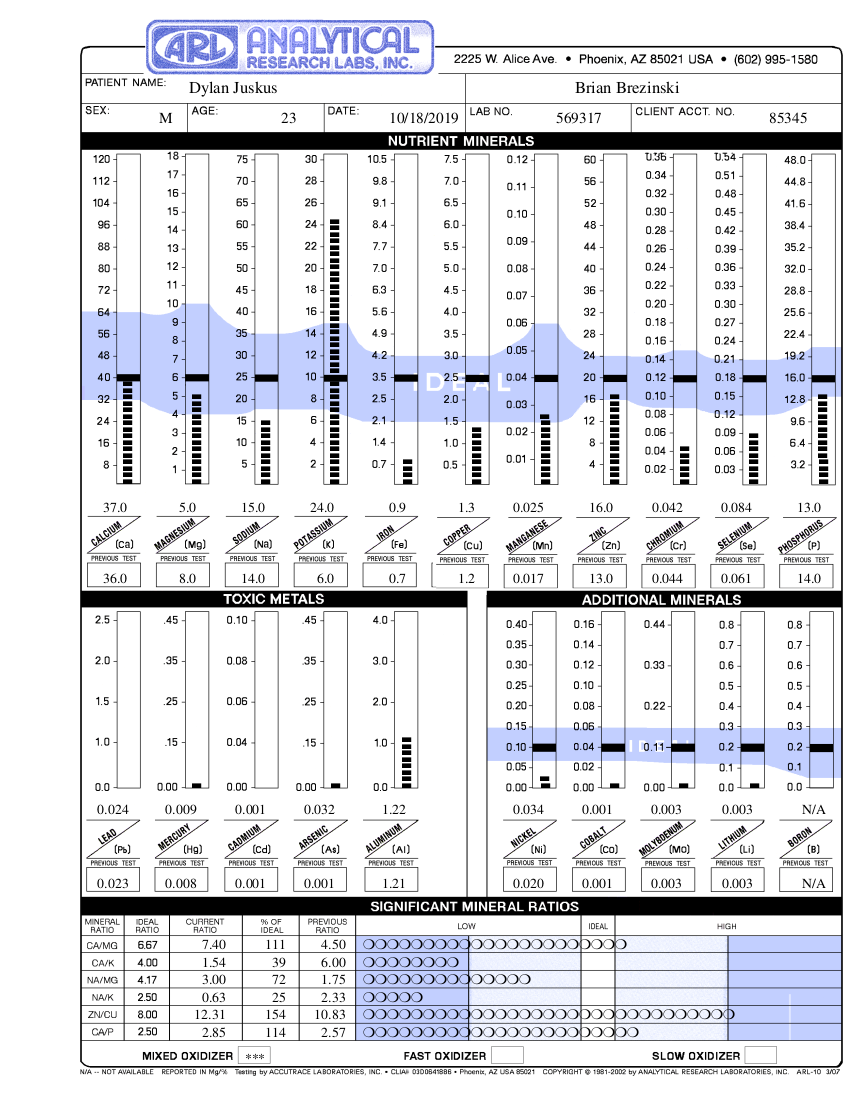 ARL ANALYTICAL
RESEARCH LABS, INC.
2225 W. Alice Ave. • Phoenix, AZ 85021 USA • (602) 995-1580
PATIENT NAME: Dylan Juskus Brian Brezinski
SEX: M AGE: 23 DATE: 10/18/2019 LAB NO. 569317 CLIENT ACCT. NO. 85345
NUTRIENT MINERALS
120 18 75 30 10.5 7.5 0.12 60 0.36 0.54 48.0
112 17 70 28 9.8 7.0 0.11 56 0.33 0.51 44.8
104 16 65 26 9.1 6.5 0.10 52 0.30 0.48 41.6
96 15 60 24 8.4 6.0 0.09 48 0.28 0.45 38.4
88 14 55 22 7.7 5.5 0.08 44 0.26 0.42 35.2
80 13 50 20 7.0 5.0 0.07 40 0.24 0.39 32.0
72 12 45 18 6.3 4.5 0.06 36 0.22 0.36 28.8
64 11 40 16 5.6 4.0 0.05 32 0.20 0.33 25.6
56 10 35 14 4.9 3.5 0.04 28 0.18 0.30 22.4
48 9 30 12 4.2 3.0 0.03 24 0.16 0.27 19.2
40 8 25 10 3.5 2.5 0.02 20 0.14 0.24 16.0
32 7 20 8 2.8 2.0 0.01 16 0.12 0.21 12.8
24 6 15 6 2.1 1.5 12 0.10 0.18 9.6
16 5 10 4 1.4 1.0 8 0.08 0.15 6.4
8 4 5 2 0.7 0.5 4 0.06 0.12 3.2
3 0.04 0.09
2 0.02 0.06
1 0.03
IDEAL
37.0 5.0 15.0 24.0 0.9 1.3 0.025 16.0 0.042 0.084 13.0
CALCIUM MAGNESIUM SODIUM POTASSIUM IRON COPPER MANGANESE ZINC CHROMIUM SELENIUM PHOSPHORUS
(Ca) (Mg) (Na) (K) (Fe) (Cu) (Mn) (Zn) (Cr) (Se) (P)
PREVIOUS TEST PREVIOUS TEST PREVIOUS TEST PREVIOUS TEST PREVIOUS TEST PREVIOUS TEST PREVIOUS TEST PREVIOUS TEST PREVIOUS TEST PREVIOUS TEST PREVIOUS TEST
36.0 8.0 14.0 6.0 0.7 1.2 0.017 13.0 0.044 0.061 14.0
TOXIC METALS ADDITIONAL MINERALS
2.5 .45 0.10 .45 4.0 0.40 0.16 0.44 0.8 0.8
2.0 .35 0.08 .35 3.0 0.35 0.14 0.33 0.7 0.7
1.5 .25 0.06 .25 2.0 0.30 0.12 0.22 0.6 0.6
1.0 .15 0.04 .15 1.0 0.25 0.10 0.11 0.5 0.5
0.0 0.00 0.00 0.00 0.0 0.20 0.08 0.00 0.4 0.4
0.15 0.06 0.3 0.3
0.10 0.04 0.2 0.2
0.05 0.02 0.1 0.1
0.00 0.00 0.0 0.0
IDEAL
0.024 0.009 0.001 0.032 1.22 0.034 0.001 0.003 0.003 N/A
LEAD MERCURY CADMIUM ARSENIC ALUMINUM NICKEL COBALT MOLYBDENUM LITHIUM BORON
(Pb) (Hg) (Cd) (As) (Al) (Ni) (Co) (MO) (Li) (B)
PREVIOUS TEST PREVIOUS TEST PREVIOUS TEST PREVIOUS TEST PREVIOUS TEST PREVIOUS TEST PREVIOUS TEST PREVIOUS TEST PREVIOUS TEST PREVIOUS TEST
0.023 0.008 0.001 0.001 1.21 0.020 0.001 0.003 0.003 N/A
SIGNIFICANT MINERAL RATIOS
MINERAL RATIO IDEAL RATIO CURRENT RATIO % OF IDEAL PREVIOUS RATIO LOW IDEAL HIGH
CA/MG 6.67 7.40 111 4.50
CA/K 4.00 1.54 39 6.00
NA/MG 4.17 3.00 72 1.75
NA/K 2.50 0.63 25 2.33
ZN/CU 8.00 12.31 154 10.83
CA/P 2.50 2.85 114 2.57
MIXED OXIDIZER *** FAST OXIDIZER SLOW OXIDIZER
N/A -- NOT AVAILABLE REPORTED IN Mg/% Testing by ACCUTRACE LABORATORIES, INC. • CLIA# 0300641886 • Phoenix, AZ USA 85021 COPYRIGHT © 1981-2002 by ANALYTICAL RESEARCH LABORATORIES, INC. ARL-10 3/07